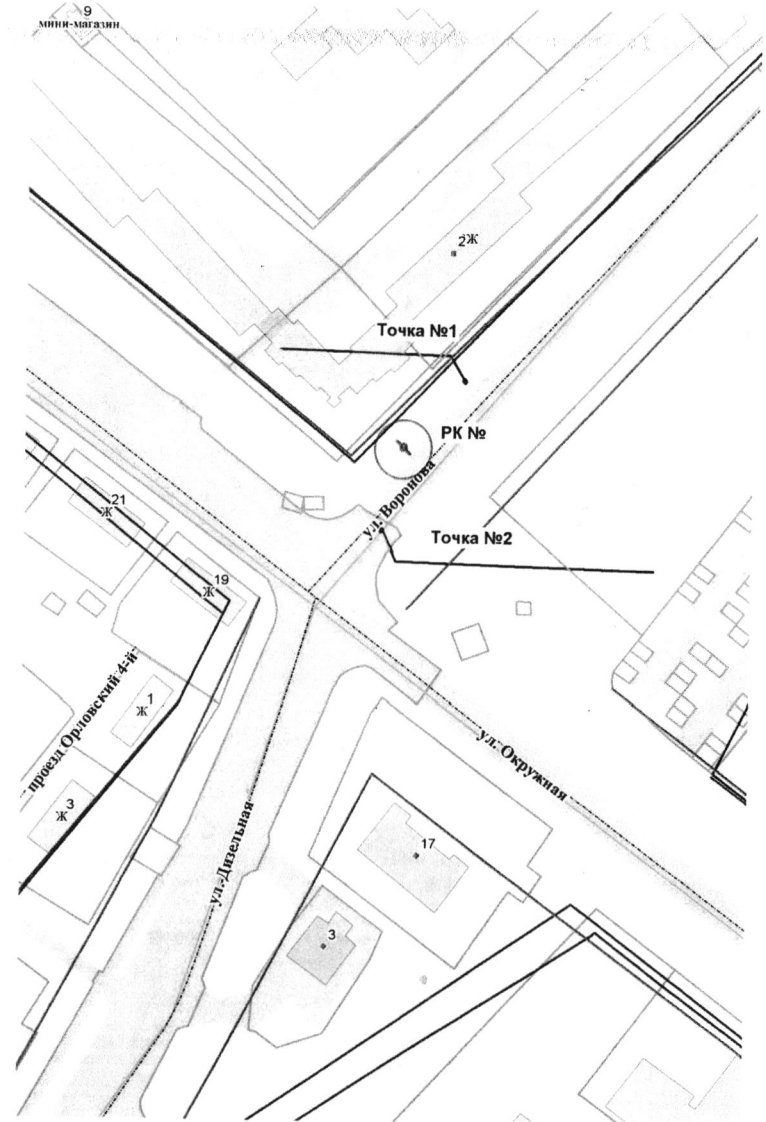 9
мини-магазин
2Ж
Точка №1
РК №
ул. Воронова
Точка №2
21
Ж
19
Ж
проезд Орловский 4-й
1
Ж
3
Ж
ул. Окружная
ул. Дизельная
17
3